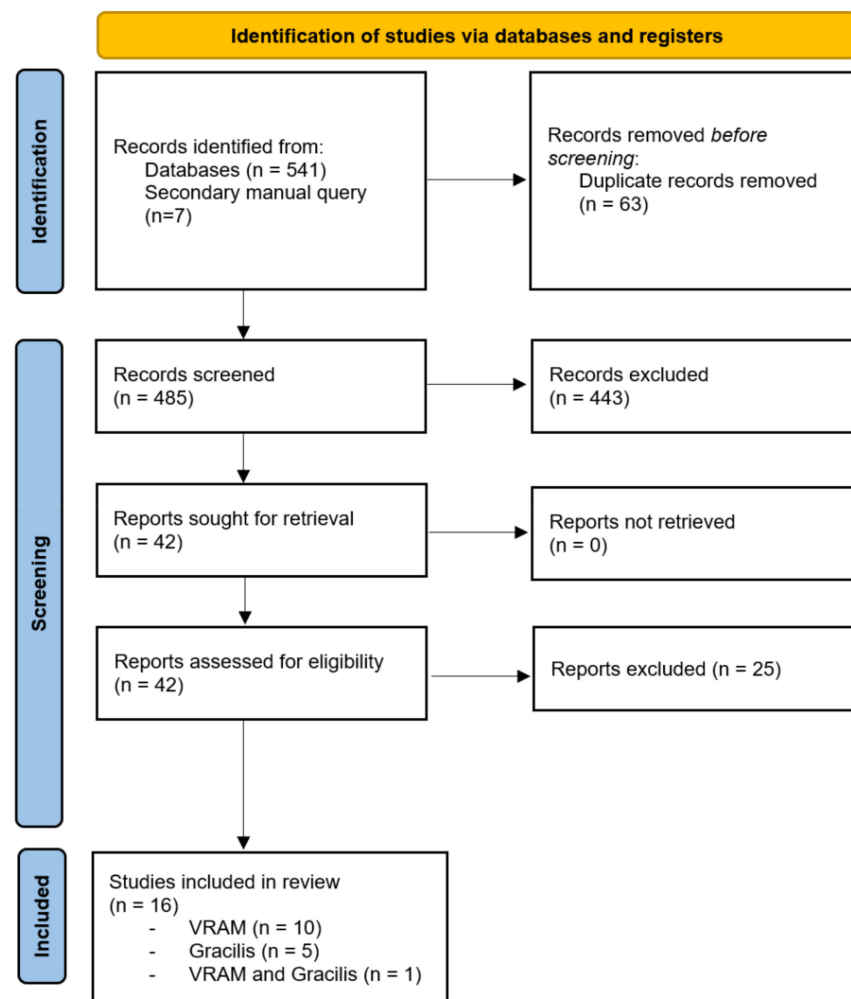 Identification of studies via databases and registers
Identification
Records identified from:
Databases (n = 541)
Secondary manual query
(n=7)
Records removed before
screening:
Duplicate records removed
(n = 63)
Screening
Records screened
(n = 485)
Records excluded
(n = 443)
Reports sought for retrieval
(n = 42)
Reports not retrieved
(n = 0)
Reports assessed for eligibility
(n = 42)
Reports excluded (n = 25)
Included
Studies included in review
(n = 16)
- VRAM (n = 10)
- Gracilis (n = 5)
- VRAM and Gracilis (n = 1)